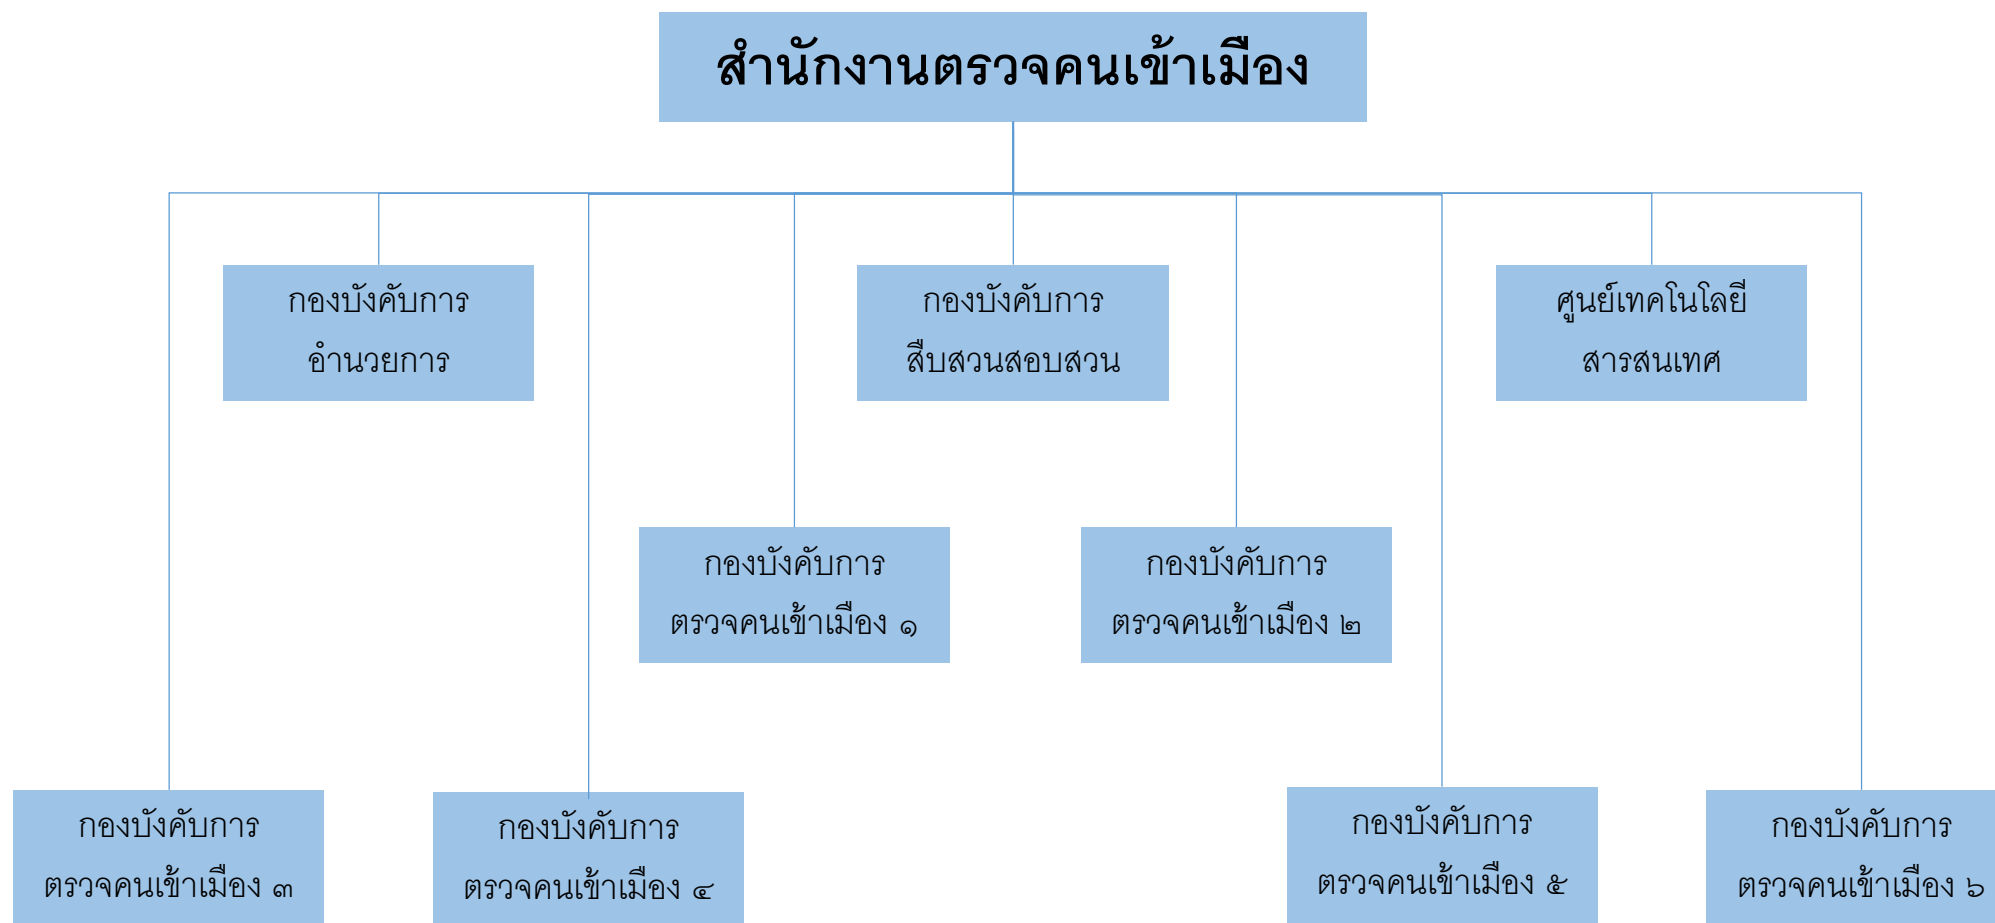 สำนักงานตรวจคนเข้าเมือง
กองบังคับการ
อำนวยการ
กองบังคับการ
สืบสวนสอบสวน
ศูนย์เทคโนโลยี
สารสนเทศ
กองบังคับการ
ตรวจคนเข้าเมือง ๑
กองบังคับการ
ตรวจคนเข้าเมือง ๒
กองบังคับการ
ตรวจคนเข้าเมือง ๓
กองบังคับการ
ตรวจคนเข้าเมือง ๔
กองบังคับการ
ตรวจคนเข้าเมือง ๕
กองบังคับการ
ตรวจคนเข้าเมือง ๖